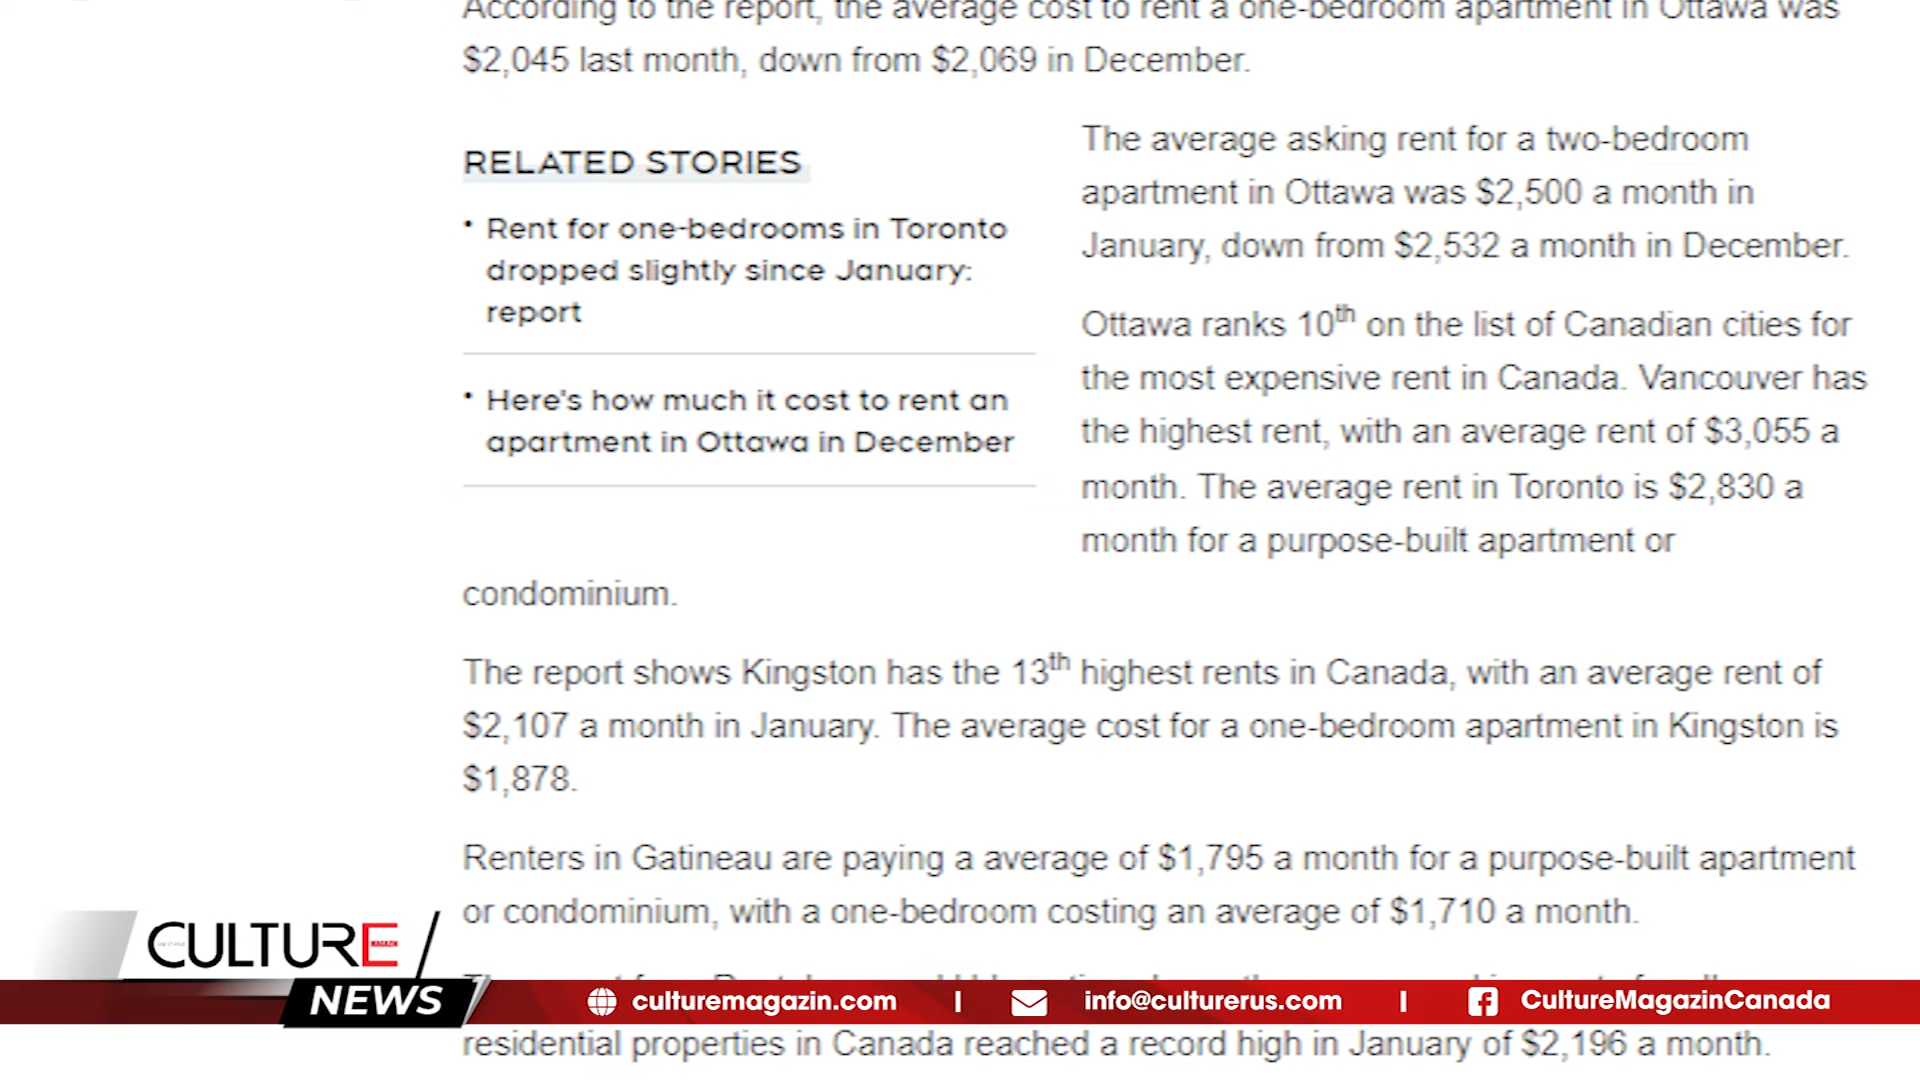 According to the report, the average cost to rent a one-bedroom apartment in Ottawa was
$2,045 last month, down from $2,069 in December.
RELATED STORIES
• Rent for one-bedrooms in Toronto
dropped slightly since January:
report
• Here's how much it cost to rent an
apartment in Ottawa in December
The average asking rent for a two-bedroom
apartment in Ottawa was $2,500 a month in
January, down from $2,532 a month in December.
Ottawa ranks 10th on the list of Canadian cities for
the most expensive rent in Canada. Vancouver has
the highest rent, with an average rent of $3,055 a
month. The average rent in Toronto is $2,830 a
month for a purpose-built apartment or
condominium.
The report shows Kingston has the 13th highest rents in Canada, with an average rent of
$2,107 a month in January. The average cost for a one-bedroom apartment in Kingston is
$1,878.
Renters in Gatineau are paying a average of $1,795 a month for a purpose-built apartment
or condominium, with a one-bedroom costing an average of $1,710 a month.
CULTURE
MAGAZIN
NEWS
culturemagazin.com | info@culturerus.com | CultureMagazinCanada
residential properties in Canada reached a record high in January of $2,196 a month.